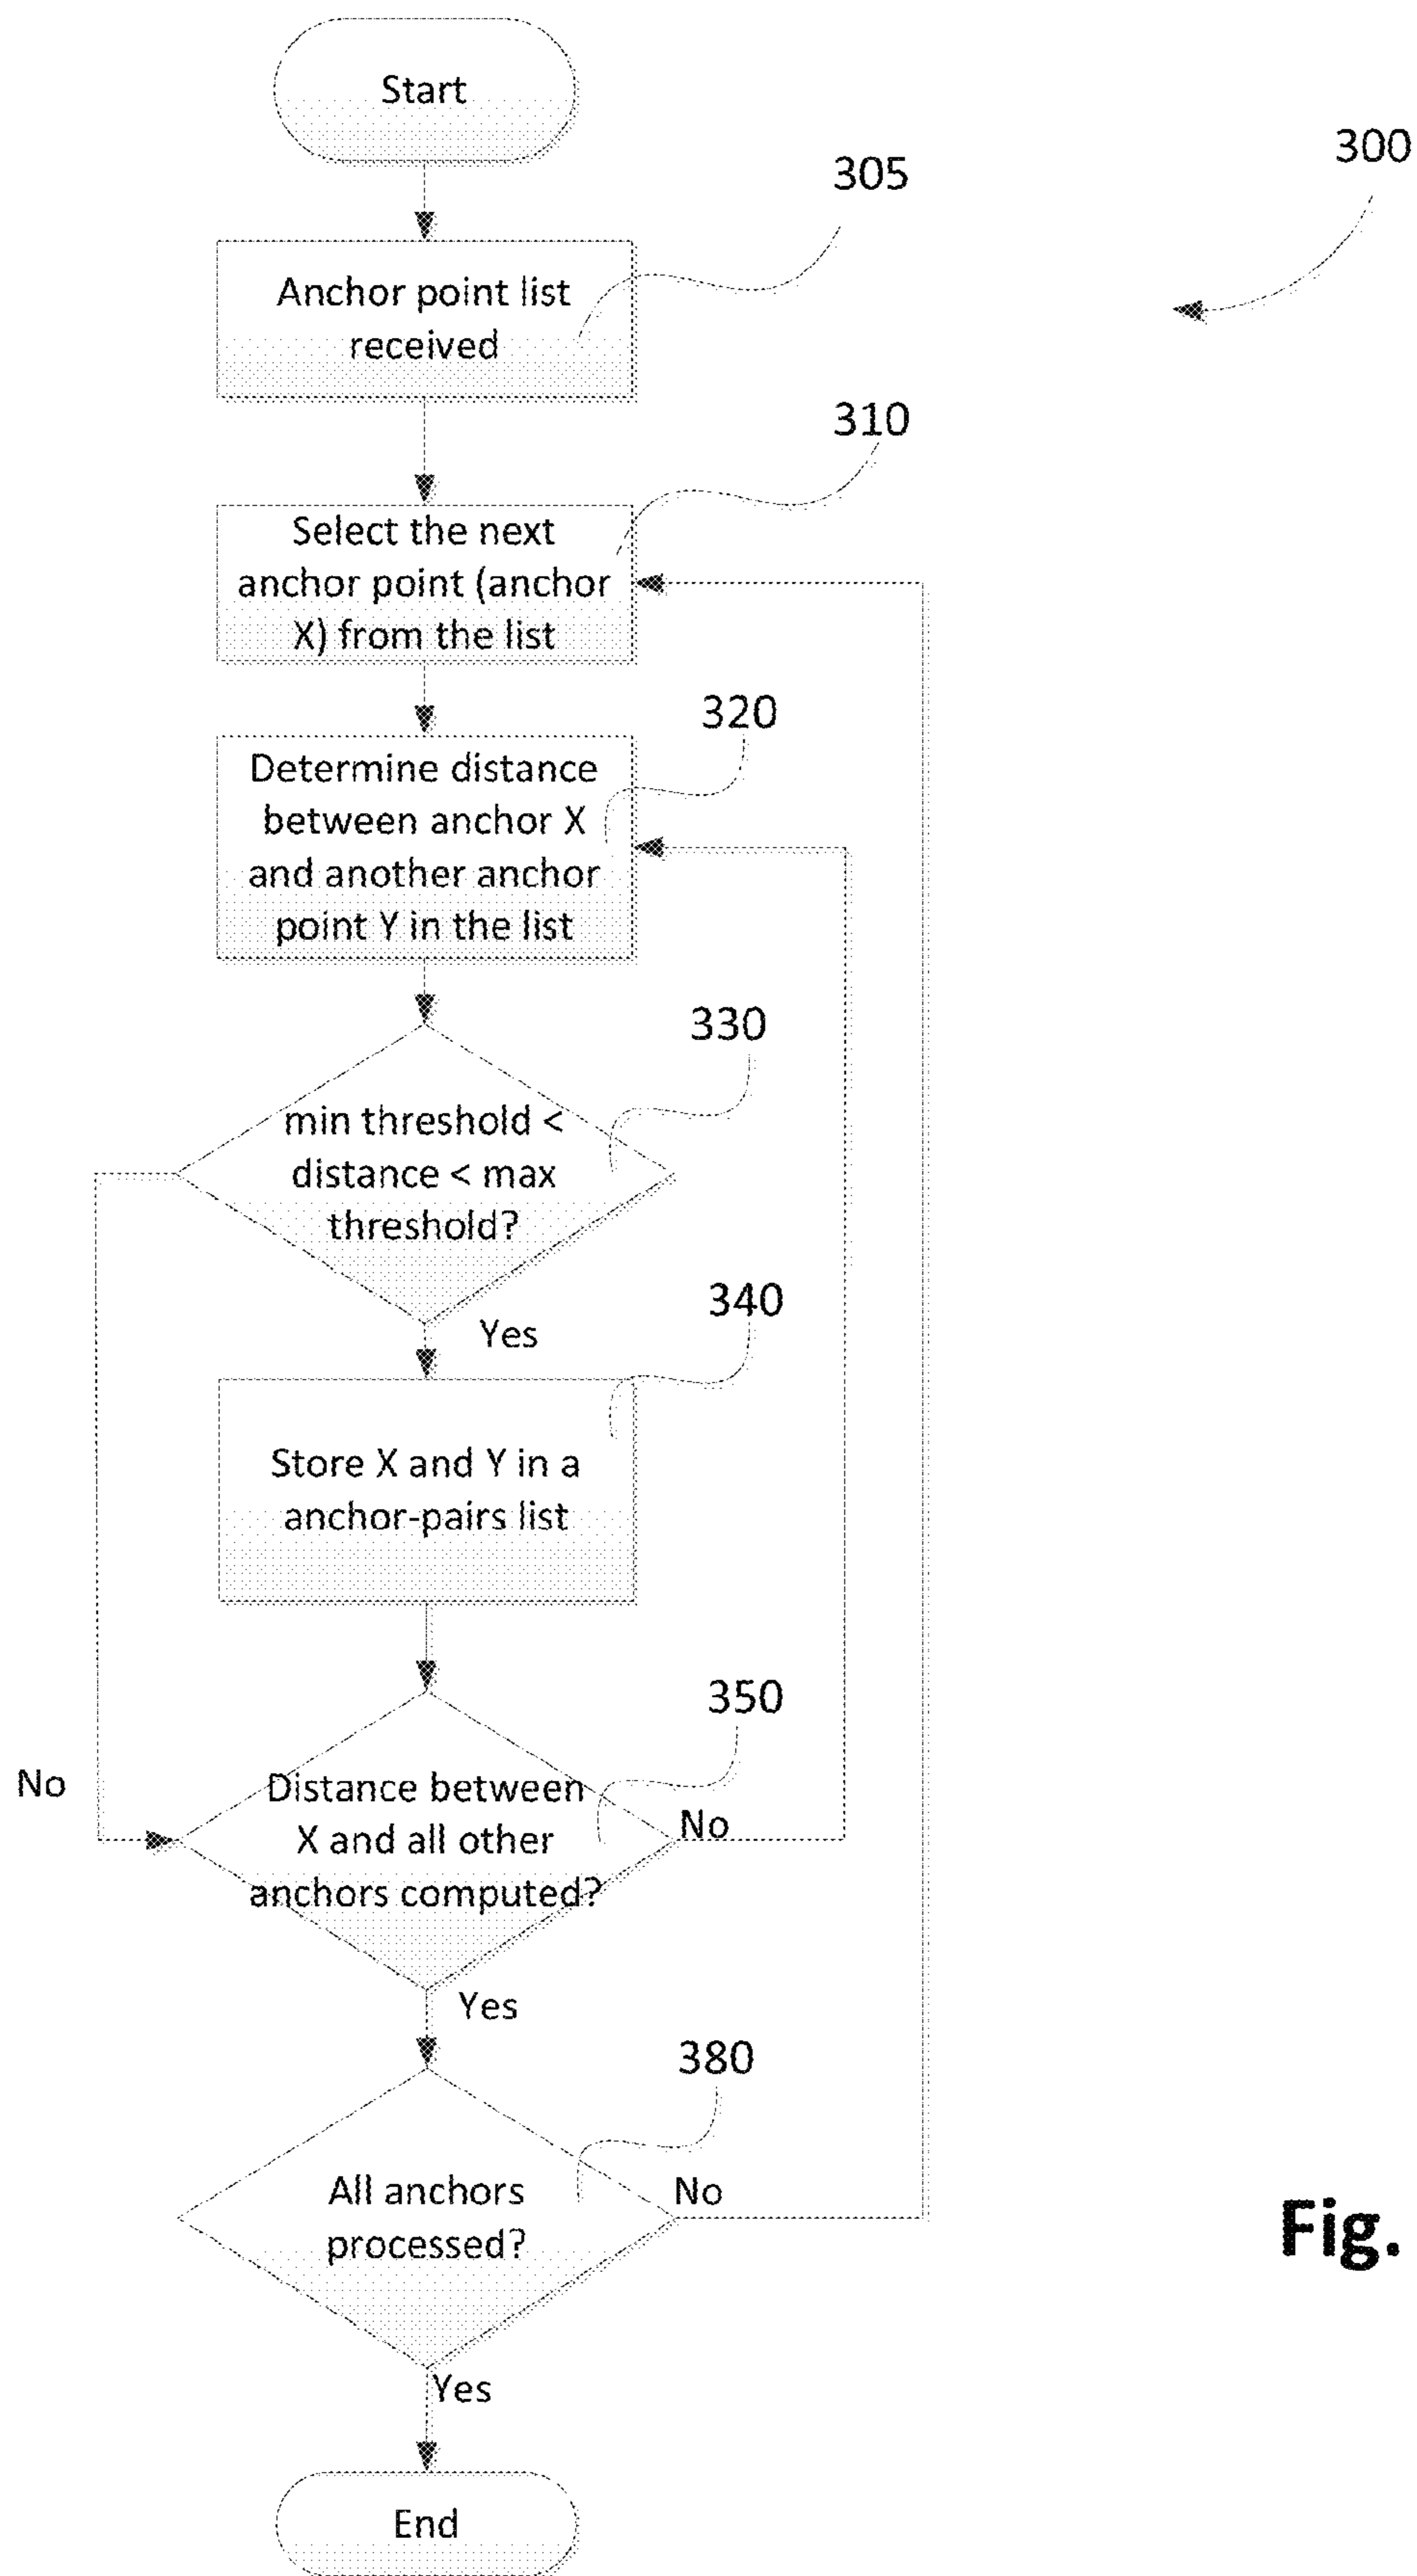 Start
300
305
Anchor point list
received
310
Select the next
anchor point (anchor
X) from the list
320
Determine distance
between anchor X
and another anchor
point Y in the list
330
min threshold <
distance < max
threshold?
340
Yes
Store X and Y in a
anchor-pairs list
350
No
Distance between
X and all other
anchors computed?
No
Yes
380
All anchors
processed?
No
Fig.
Yes
End